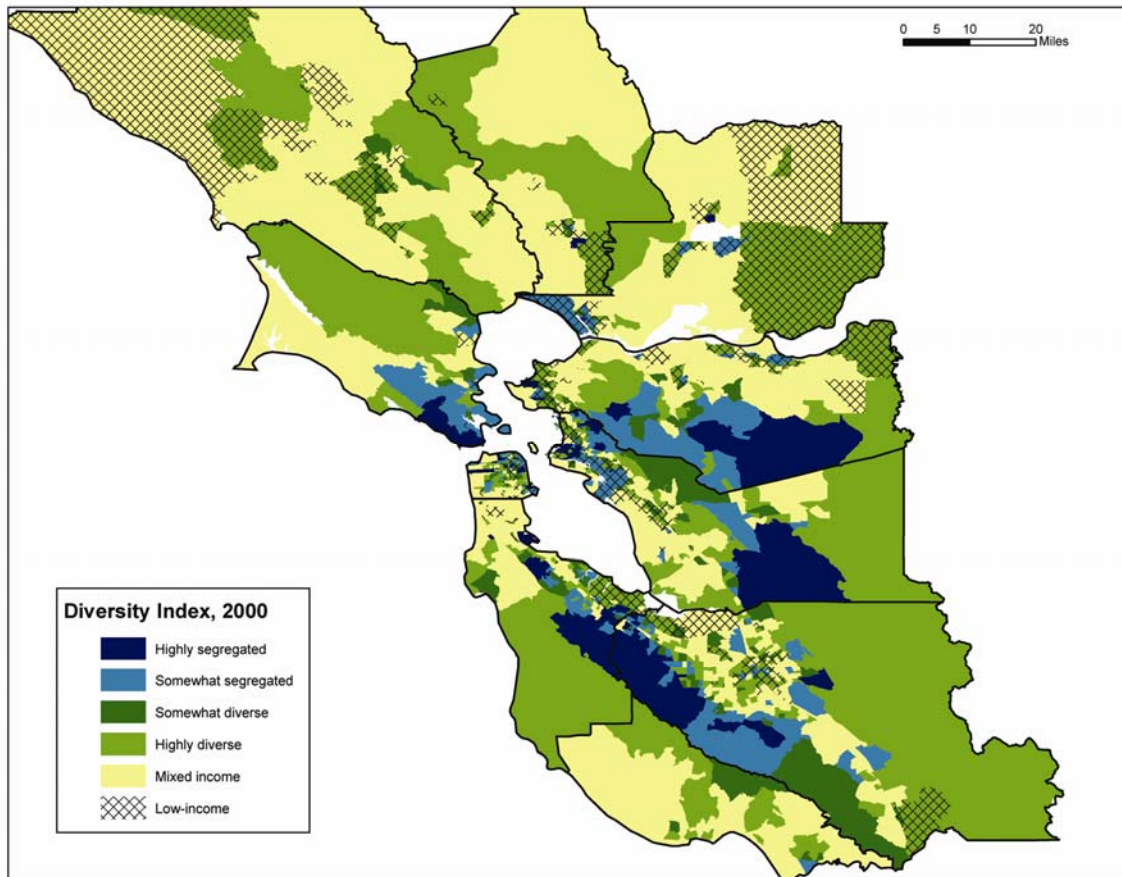 0 5 10 20
Miles
Diversity Index, 2000
Highly segregated
Somewhat segregated
Somewhat diverse
Highly diverse
Mixed income
Low-income